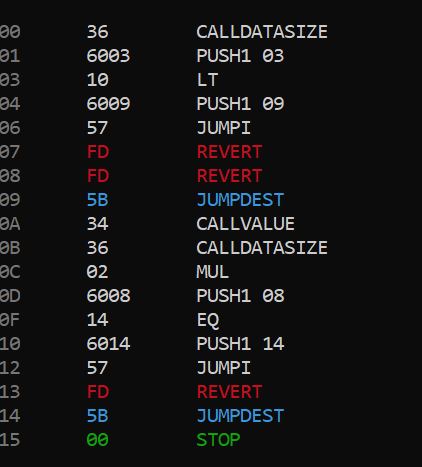 00 36 CALLDATASIZE
01 6003 PUSH1 03
03 10 LT
04 6009 PUSH1 09
06 57 JUMPI
07 FD REVERT
08 FD REVERT
09 5B JUMPDEST
0A 34 CALLVALUE
0B 36 CALLDATASIZE
0C 02 MUL
0D 6008 PUSH1 08
0F 14 EQ
10 6014 PUSH1 14
12 57 JUMPI
13 FD REVERT
14 5B JUMPDEST
15 00 STOP